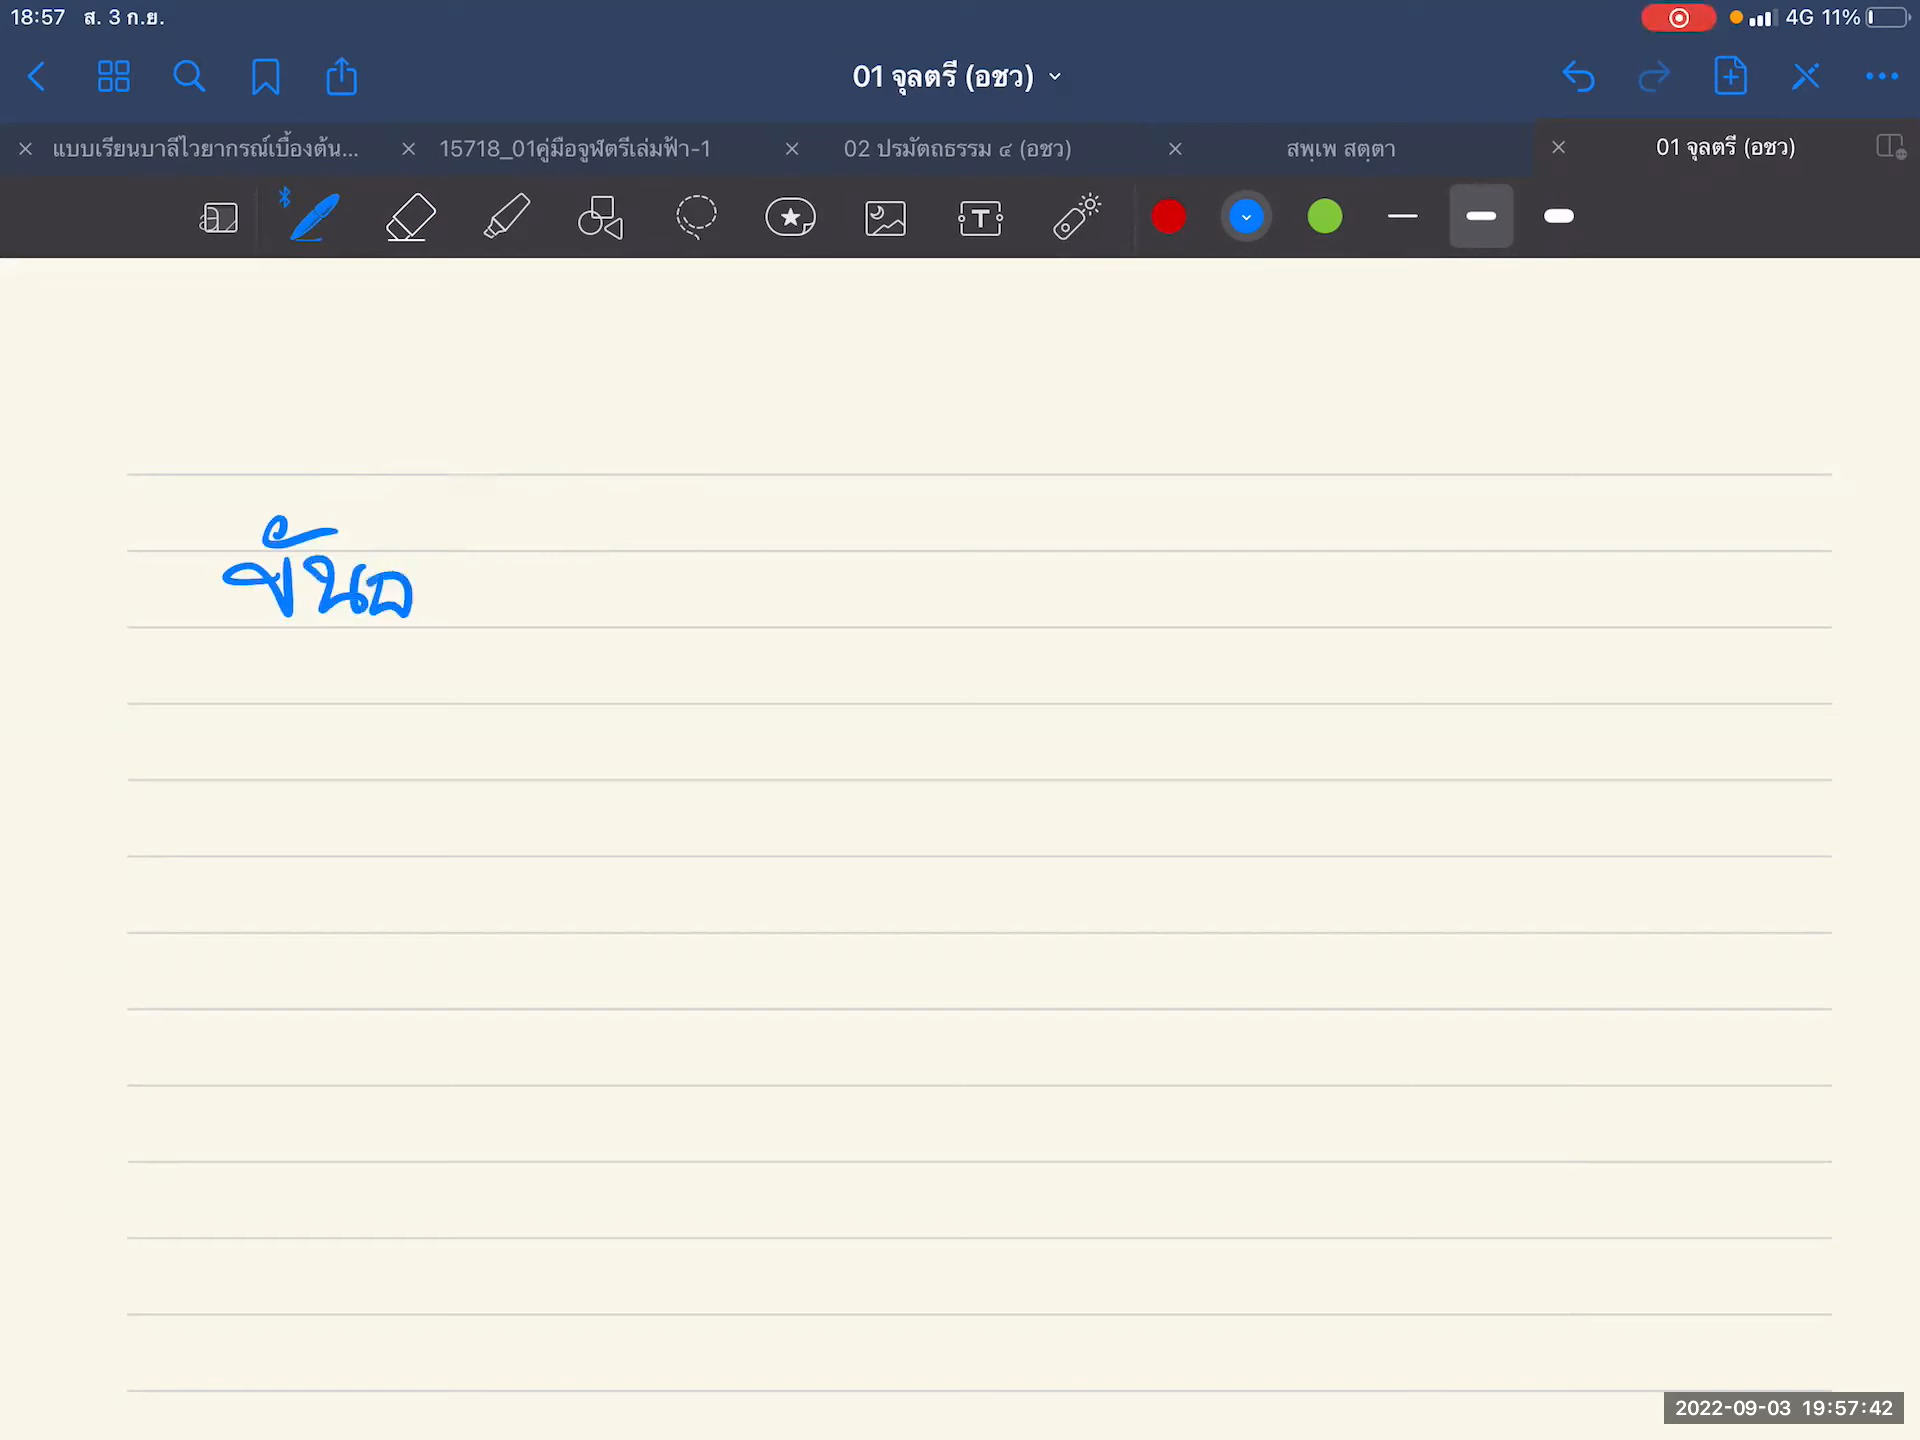 18:57 ส. 3 ก.ย. 4G 11%
01 จุลตรี (อชว)
แบบเรียนบาลีไวยากรณ์เบื้องต้น... 15718_01คู่มือจูฬตรีเล่มฟ้า-1 02 ปรมัตถธรรม ๔ (อชว) สพฺเพ สตฺตา 01 จุลตรี (อชว)
2022-09-03 19:57:42